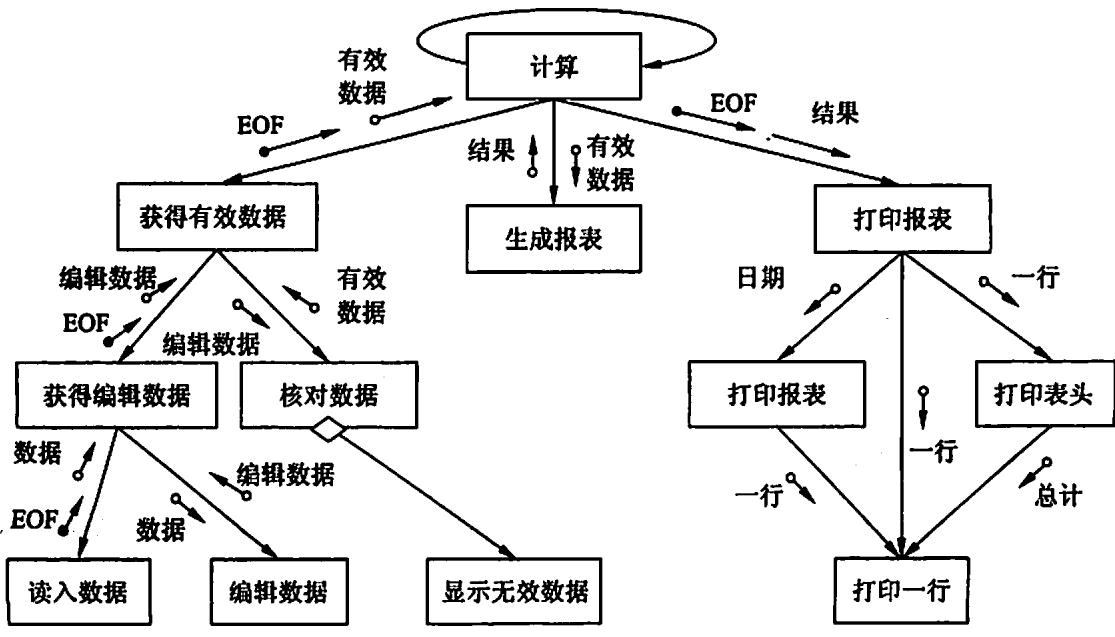 计算
有效
数据
EOF
EOF
结果
结果
有效
数据
获得有效数据
生成报表
打印报表
编辑数据
EOF
编辑数据
有效
数据
日期
一行
获得编辑数据
核对数据
打印报表
打印表头
数据
EOF
数据
编辑数据
一行
一行
总计
读入数据
编辑数据
显示无效数据
打印一行